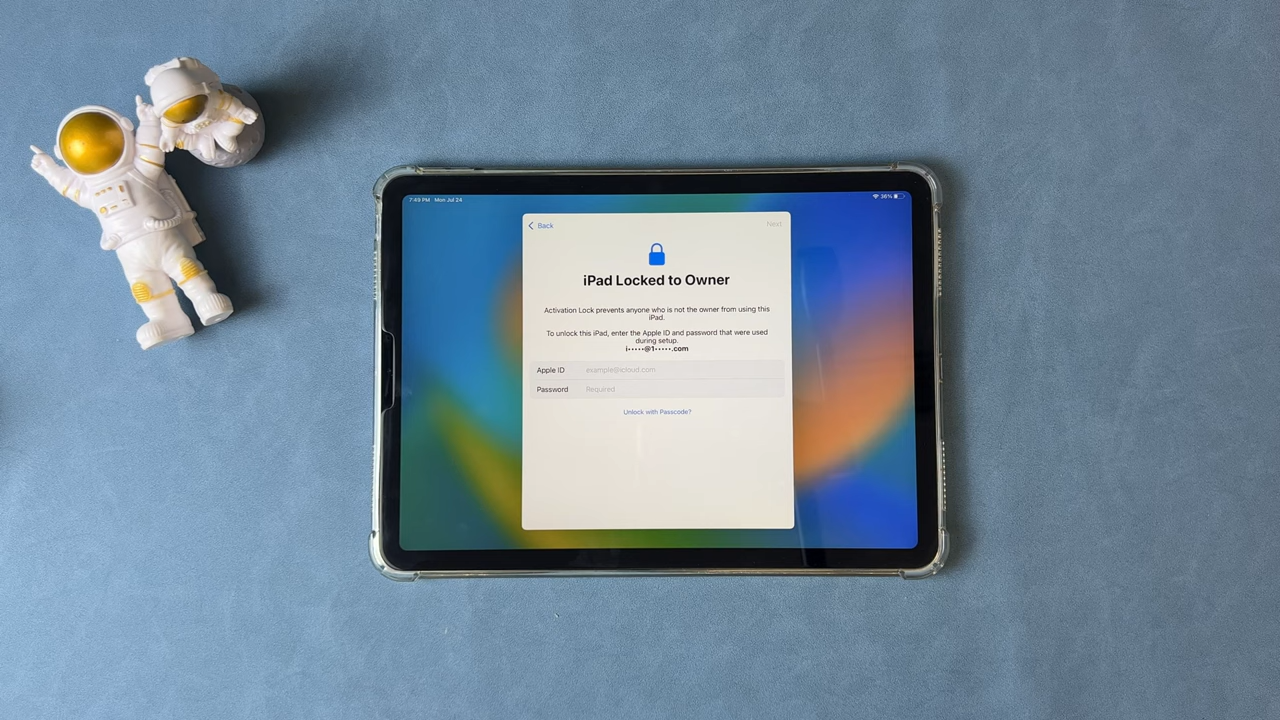 7:49 PM Mon Jul 24
36%
Back
Next
iPad Locked to Owner
Activation Lock prevents anyone who is not the owner from using this
iPad.
To unlock this iPad, enter the Apple ID and password that were used
during setup.
i•••••@1•••••.com
Apple ID example@icloud.com
Password Required
Unlock with Passcode?